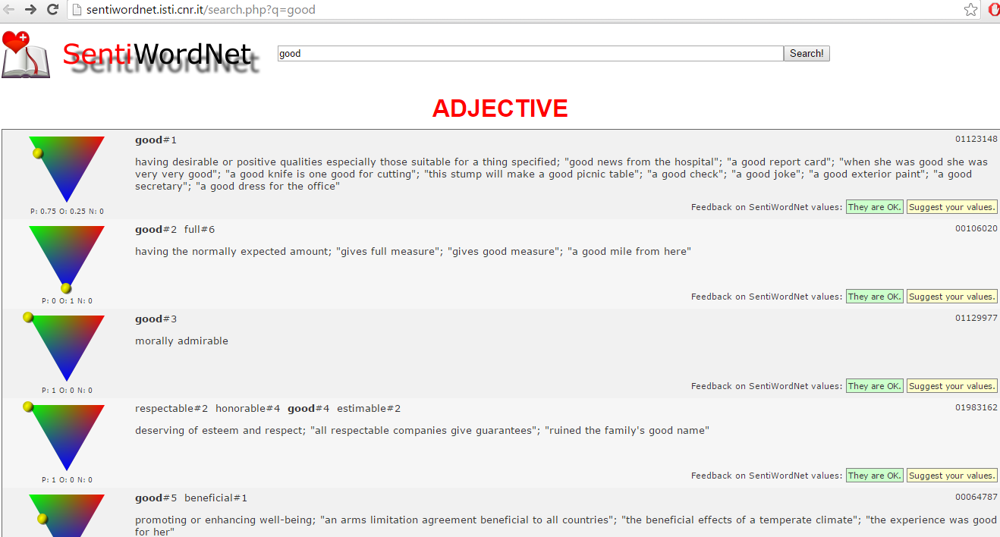 sentiwordnet.isti.cnr.it/search.php?q=good
SentiWordNet
good
Search!
ADJECTIVE
good#1
01123148
having desirable or positive qualities especially those suitable for a thing specified; "good news from the hospital"; "a good report card"; "when she was good she was
very very good"; "a good knife is one good for cutting"; "this stump will make a good picnic table"; "a good check"; "a good joke"; "a good exterior paint"; "a good
secretary"; "a good dress for the office"
P: 0.75 O: 0.25 N: 0
Feedback on SentiWordNet values: They are OK. Suggest your values.
good#2 full#6
00106020
having the normally expected amount; "gives full measure"; "gives good measure"; "a good mile from here"
P: 0 O: 1 N: 0
Feedback on SentiWordNet values: They are OK. Suggest your values.
good#3
01129977
morally admirable
P: 1 O: 0 N: 0
Feedback on SentiWordNet values: They are OK. Suggest your values.
respectable#2 honorable#4 good#4 estimable#2
01983162
deserving of esteem and respect; "all respectable companies give guarantees"; "ruined the family's good name"
P: 1 O: 0 N: 0
Feedback on SentiWordNet values: They are OK. Suggest your values.
good#5 beneficial#1
00064787
promoting or enhancing well-being; "an arms limitation agreement beneficial to all countries"; "the beneficial effects of a temperate climate"; "the experience was good
for her"